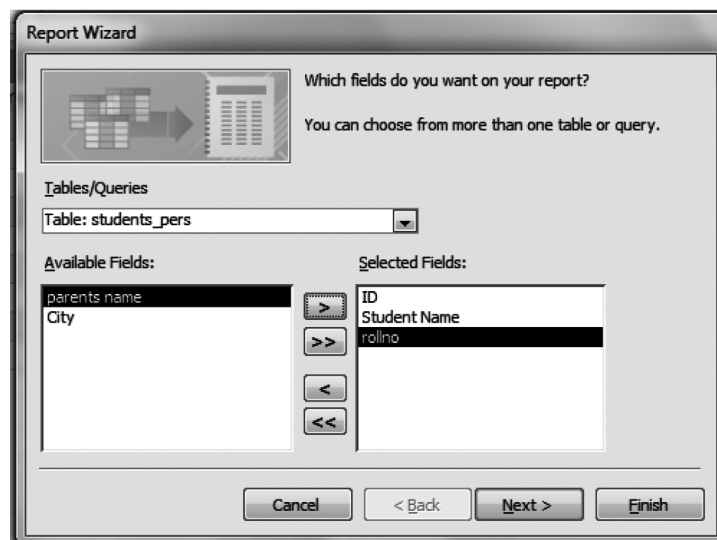 Report Wizard
Which fields do you want on your report?
You can choose from more than one table or query.
Tables/Queries
Table: students_pers
Available Fields:
Selected Fields:
parents name
City
>
>>
<
<<
ID
Student Name
rollno
Cancel
< Back
Next >
Finish